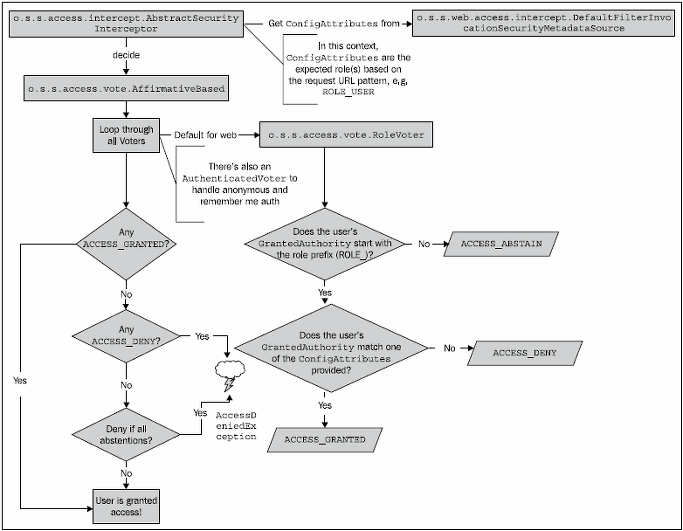 o.s.s.access.intercept.AbstractSecurity
Interceptor
Get ConfigAttributes from
o.s.s.web.access.intercept.DefaultFilterInvo
cationSecurityMetadataSource
decide
In this context,
ConfigAttributes are the
expected role(s) based on
the request URL pattern, e,g,
ROLE_USER
o.s.s.access.vote.AffirmativeBased
Loop through
all Voters
Default for web
o.s.s.access.vote.RoleVoter
There's also an
AuthenticatedVoter to
handle anonymous and
remember me auth
Any
ACCESS_GRANTED?
Does the user's
GrantedAuthority start with
the role prefix (ROLE_)?
No
ACCESS_ABSTAIN
No
Yes
Any
ACCESS_DENY?
Yes
Does the user's
GrantedAuthority match one
of the ConfigAttributes
provided?
No
ACCESS_DENY
Yes
No
Yes
AccessD
eniedEx
ception
Yes
Deny if all
abstentions?
ACCESS_GRANTED
No
User is granted
access!